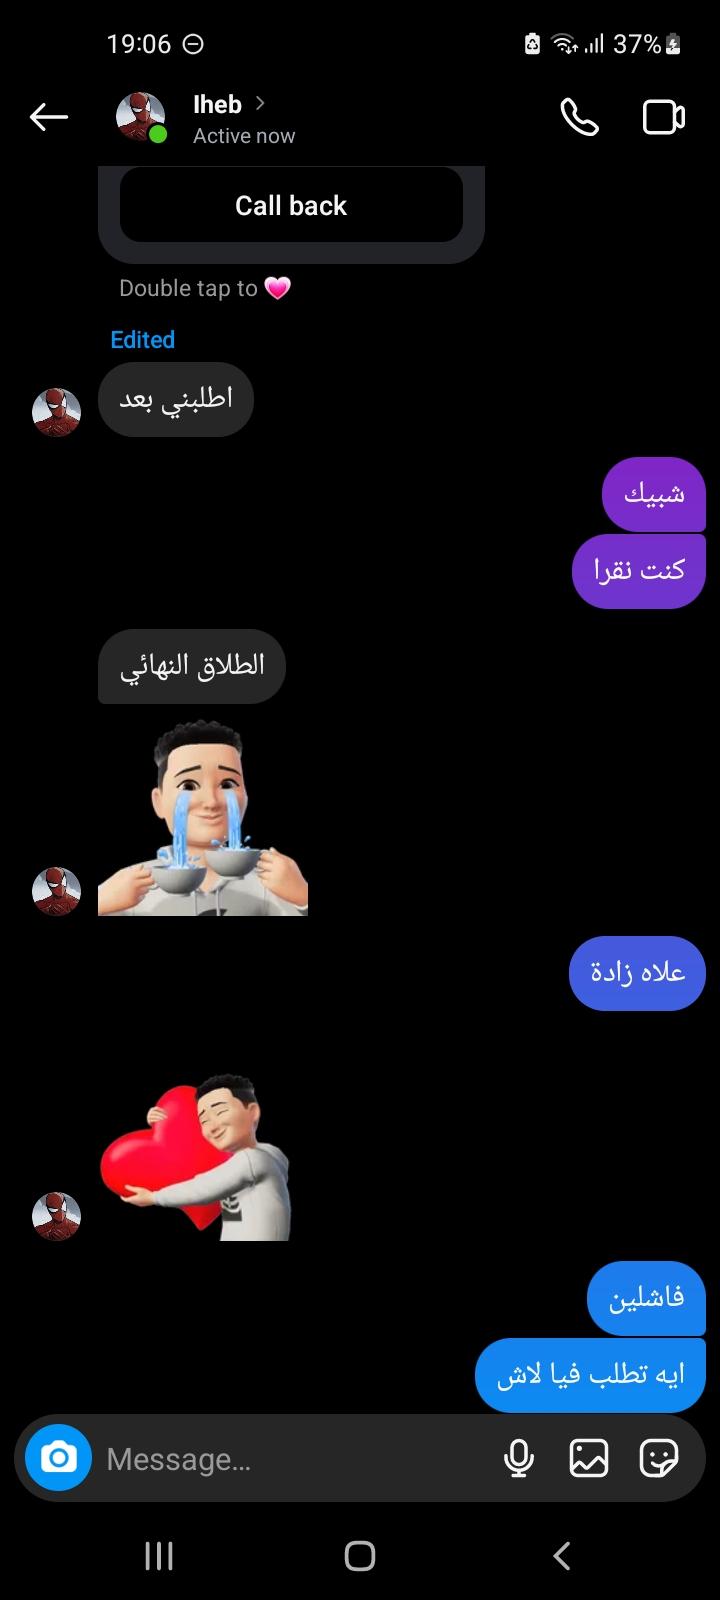 19:06
37%
Iheb
Active now
Call back
Double tap to
Edited
اطلبني بعد
شبيك
كنت نقرا
الطلاق النهائي
علاه زادة
فاشلين
ايه تطلب فيا لاش
Message...